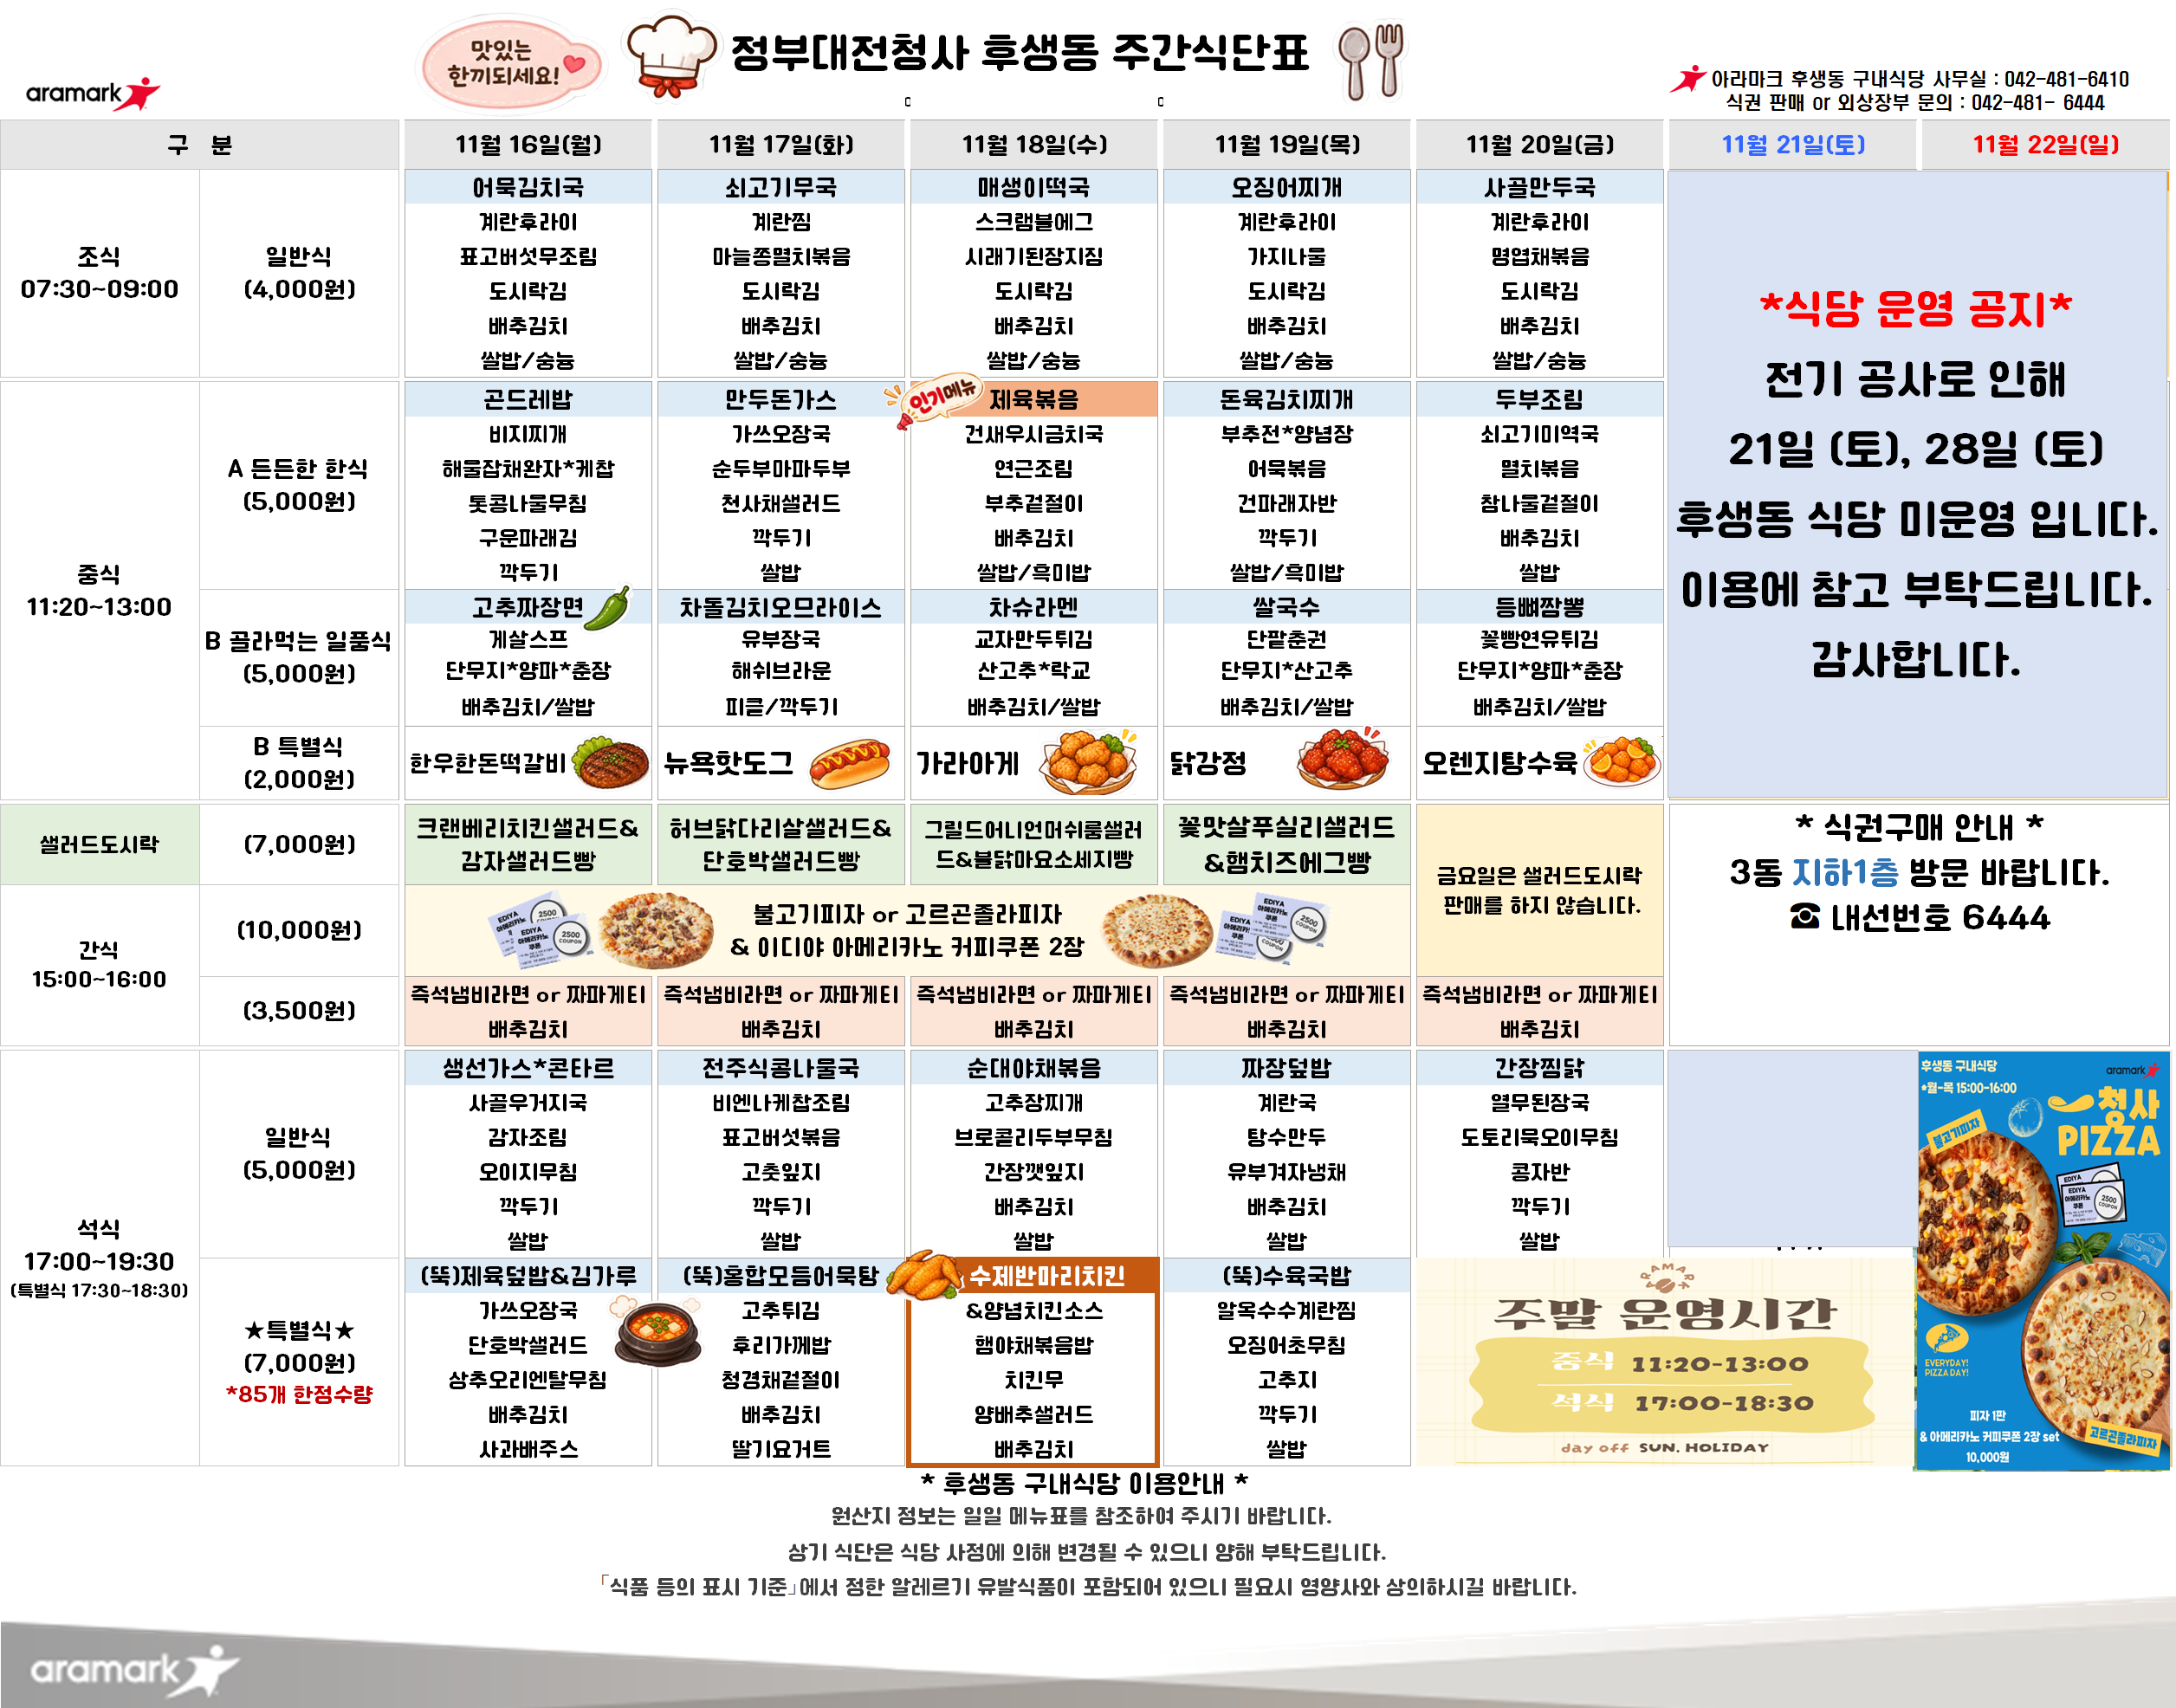 맛있는
한끼되세요!
정부대전청사 후생동 주간식단표
aramark
아라마크 후생동 구내식당 사무실 : 042-481-6410
식권 판매 or 외상장부 문의 : 042-481- 6444
구 분 11월 16일(월) 11월 17일(화) 11월 18일(수) 11월 19일(목) 11월 20일(금) 11월 21일(토) 11월 22일(일)
조식
07:30~09:00
일반식
(4,000원)
어묵김치국 쇠고기무국 매생이떡국 오징어찌개 사골만두국
계란후라이 계란찜 스크램블에그 계란후라이 계란후라이
표고버섯무조림 마늘쫑멸치볶음 시래기된장지짐 가지나물 명엽채볶음
도시락김 도시락김 도시락김 도시락김 도시락김
배추김치 배추김치 배추김치 배추김치 배추김치
쌀밥/숭늉 쌀밥/숭늉 쌀밥/숭늉 쌀밥/숭늉 쌀밥/숭늉
*식당 운영 공지*
전기 공사로 인해
21일 (토), 28일 (토)
후생동 식당 미운영 입니다.
이용에 참고 부탁드립니다.
감사합니다.
중식
11:20~13:00
A 든든한 한식
(5,000원)
인기메뉴
곤드레밥 만두돈가스 제육볶음 돈육김치찌개 두부조림
비지찌개 가쓰오장국 건새우시금치국 부추전*양념장 쇠고기미역국
해물잡채완자*케찹 순두부마파두부 연근조림 어묵볶음 멸치볶음
톳콩나물무침 천사채샐러드 부추겉절이 건파래자반 참나물겉절이
구운파래김 깍두기 배추김치 깍두기 배추김치
깍두기 쌀밥 쌀밥/흑미밥 쌀밥/흑미밥 쌀밥
B 골라먹는 일품식
(5,000원)
고추짜장면 차돌김치오므라이스 차슈라멘 쌀국수 등뼈짬뽕
게살스프 유부장국 교자만두튀김 단팥춘권 꽃빵연유튀김
단무지*양파*춘장 해쉬브라운 산고추*락교 단무지*산고추 단무지*양파*춘장
배추김치/쌀밥 피클/깍두기 배추김치/쌀밥 배추김치/쌀밥 배추김치/쌀밥
B 특별식
(2,000원)
한우한돈떡갈비 뉴욕핫도그 가라아게 닭강정 오렌지탕수육
샐러드도시락 (7,000원)
크랜베리치킨샐러드& 허브닭다리살샐러드& 그릴드어니언머쉬룸샐러 꽃맛살푸실리샐러드
감자샐러드빵 단호박샐러드빵 드&불닭마요소세지빵 &햄치즈에그빵
금요일은 샐러드도시락
판매를 하지 않습니다.
* 식권구매 안내 *
3동 지하1층 방문 바랍니다.
☎ 내선번호 6444
간식
15:00~16:00
(10,000원)
불고기피자 or 고르곤졸라피자
& 이디야 아메리카노 커피쿠폰 2장
EDIYA
아메리카노
쿠폰
2500
COUPON
(3,500원)
즉석냄비라면 or 짜파게티 즉석냄비라면 or 짜파게티 즉석냄비라면 or 짜파게티 즉석냄비라면 or 짜파게티 즉석냄비라면 or 짜파게티
배추김치 배추김치 배추김치 배추김치 배추김치
석식
17:00~19:30
(특별식 17:30~18:30)
일반식
(5,000원)
생선가스*콘타르 전주식콩나물국 순대야채볶음 짜장덮밥 간장찜닭
사골우거지국 비엔나케찹조림 고추장찌개 계란국 열무된장국
감자조림 표고버섯볶음 브로콜리두부무침 탕수만두 도토리묵오이무침
오이지무침 고춧잎지 간장깻잎지 유부겨자냉채 콩자반
깍두기 깍두기 배추김치 배추김치 깍두기
쌀밥 쌀밥 쌀밥 쌀밥 쌀밥
★특별식★
(7,000원)
*85개 한정수량
(뚝)제육덮밥&김가루 (뚝)홍합모듬어묵탕 수제반마리치킨 (뚝)수육국밥
가쓰오장국 고추튀김 &양념치킨소스 알옥수수계란찜
단호박샐러드 후리가께밥 햄야채볶음밥 오징어초무침
상추오리엔탈무침 청경채겉절이 치킨무 고추지
배추김치 배추김치 양배추샐러드 깍두기
사과배주스 딸기요거트 배추김치 쌀밥
ARAMARK
주말 운영시간
중식 11:20-13:00
석식 17:00-18:30
day off SUN. HOLIDAY
후생동 구내식당
aramark
*월-목 15:00-16:00
청사
PIZZA
불고기피자
EDIYA
EDIYA
아메리카노
쿠폰
2500
COUPON
EVERYDAY!
PIZZA DAY!
피자 1판
& 아메리카노 커피쿠폰 2장 set
10,000원
고르곤졸라피자
* 후생동 구내식당 이용안내 *
원산지 정보는 일일 메뉴표를 참조하여 주시기 바랍니다.
상기 식단은 식당 사정에 의해 변경될 수 있으니 양해 부탁드립니다.
「식품 등의 표시 기준」에서 정한 알레르기 유발식품이 포함되어 있으니 필요시 영양사와 상의하시길 바랍니다.
aramark